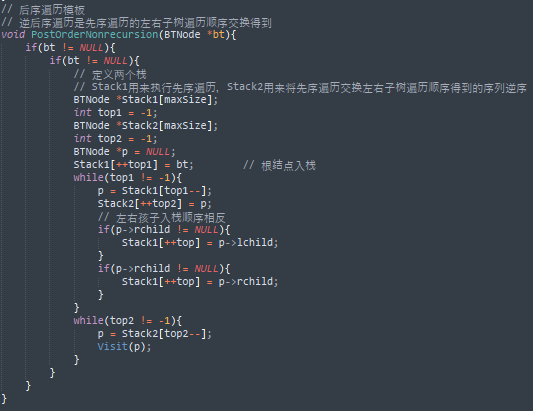 // 后序遍历模板
// 逆后序遍历是先序遍历的左右子树遍历顺序交换得到
void PostOrderNonrecursion(BTNode *bt){
    if(bt != NULL){
        if(bt != NULL){
            // 定义两个栈
            // Stack1用来执行先序遍历，Stack2用来将先序遍历交换左右子树遍历顺序得到的序列逆序
            BTNode *Stack1[maxSize];
            int top1 = -1;
            BTNode *Stack2[maxSize];
            int top2 = -1;
            BTNode *p = NULL;
            Stack1[++top1] = bt;        // 根结点入栈
            while(top1 != -1){
                p = Stack1[top1--];
                Stack2[++top2] = p;
                // 左右孩子入栈顺序相反
                if(p->rchild != NULL){
                    Stack1[++top] = p->lchild;
                }
                if(p->rchild != NULL){
                    Stack1[++top] = p->rchild;
                }
            }
            while(top2 != -1){
                p = Stack2[top2--];
                Visit(p);
            }
        }
    }
}